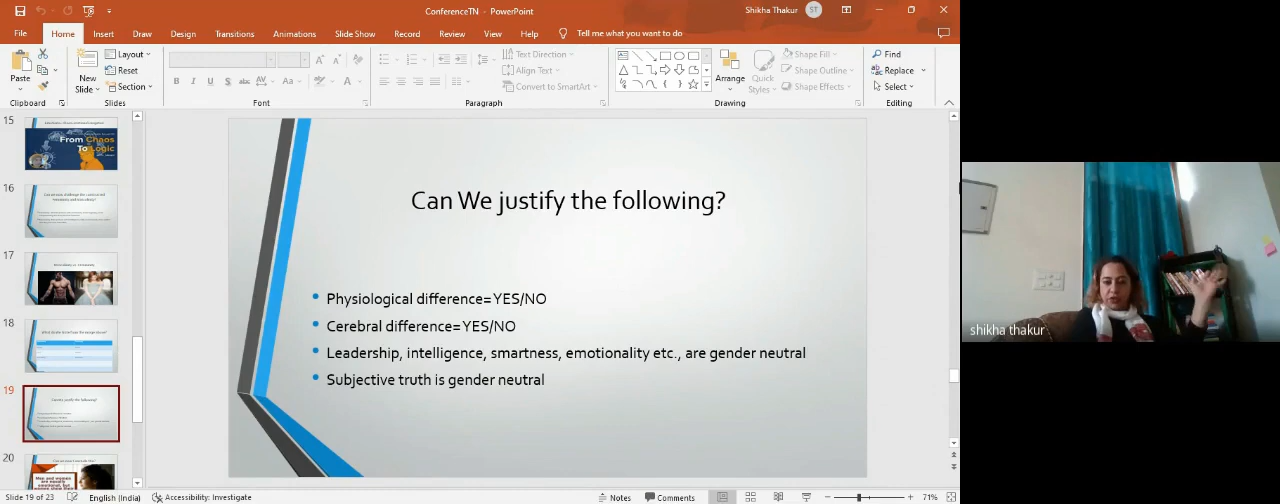 ConferenceTN - PowerPoint
Shikha Thakur
ST
File Home Insert Draw Design Transitions Animations Slide Show Record Review View Help Tell me what you want to do
Paste
New Slide
Layout
Reset
Section
Text Direction
Align Text
Convert to SmartArt
Arrange
Quick Styles
Shape Fill
Shape Outline
Shape Effects
Find
Replace
Select
Clipboard Slides Font Paragraph Drawing Editing
15
From Chaos
To Logic
16
17
18
19
20
Can We justify the following?
Physiological difference=YES/NO
Cerebral difference=YES/NO
Leadership, intelligence, smartness, emotionality etc., are gender neutral
Subjective truth is gender neutral
shikha thakur
Slide 19 of 23 English (India) Accessibility: Investigate Notes Comments 71%